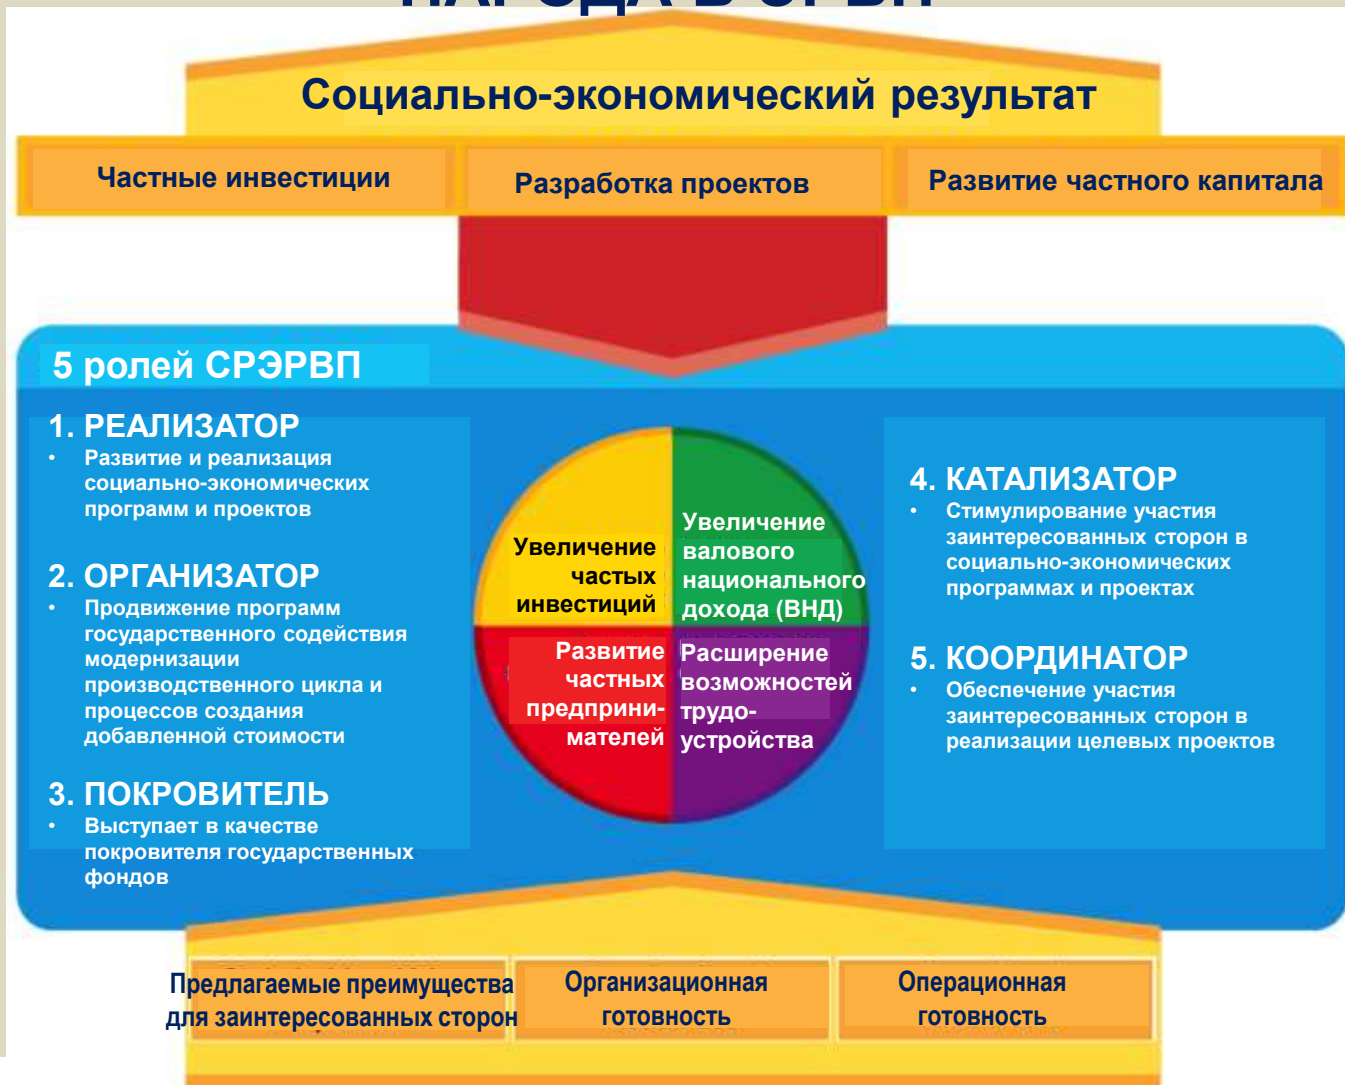 НАРОДА В СРВП
Социально-экономический результат
Частные инвестиции
Разработка проектов
Развитие частного капитала
5 ролей СРЭРВП
1. РЕАЛИЗАТОР
• Развитие и реализация
социально-экономических
программ и проектов
2. ОРГАНИЗАТОР
• Продвижение программ
государственного содействия
модернизации
производственного цикла и
процессов создания
добавленной стоимости
3. ПОКРОВИТЕЛЬ
• Выступает в качестве
покровителя государственных
фондов
Увеличение
частых
инвестиций
Увеличение
валового
национального
дохода (ВНД)
Развитие
частных
предприни-
мателей
Расширение
возможностей
трудо-
устройства
4. КАТАЛИЗАТОР
• Стимулирование участия
заинтересованных сторон в
социально-экономических
программах и проектах
5. КООРДИНАТОР
• Обеспечение участия
заинтересованных сторон в
реализации целевых проектов
Предлагаемые преимущества
для заинтересованных сторон
Организационная
готовность
Операционная
готовность